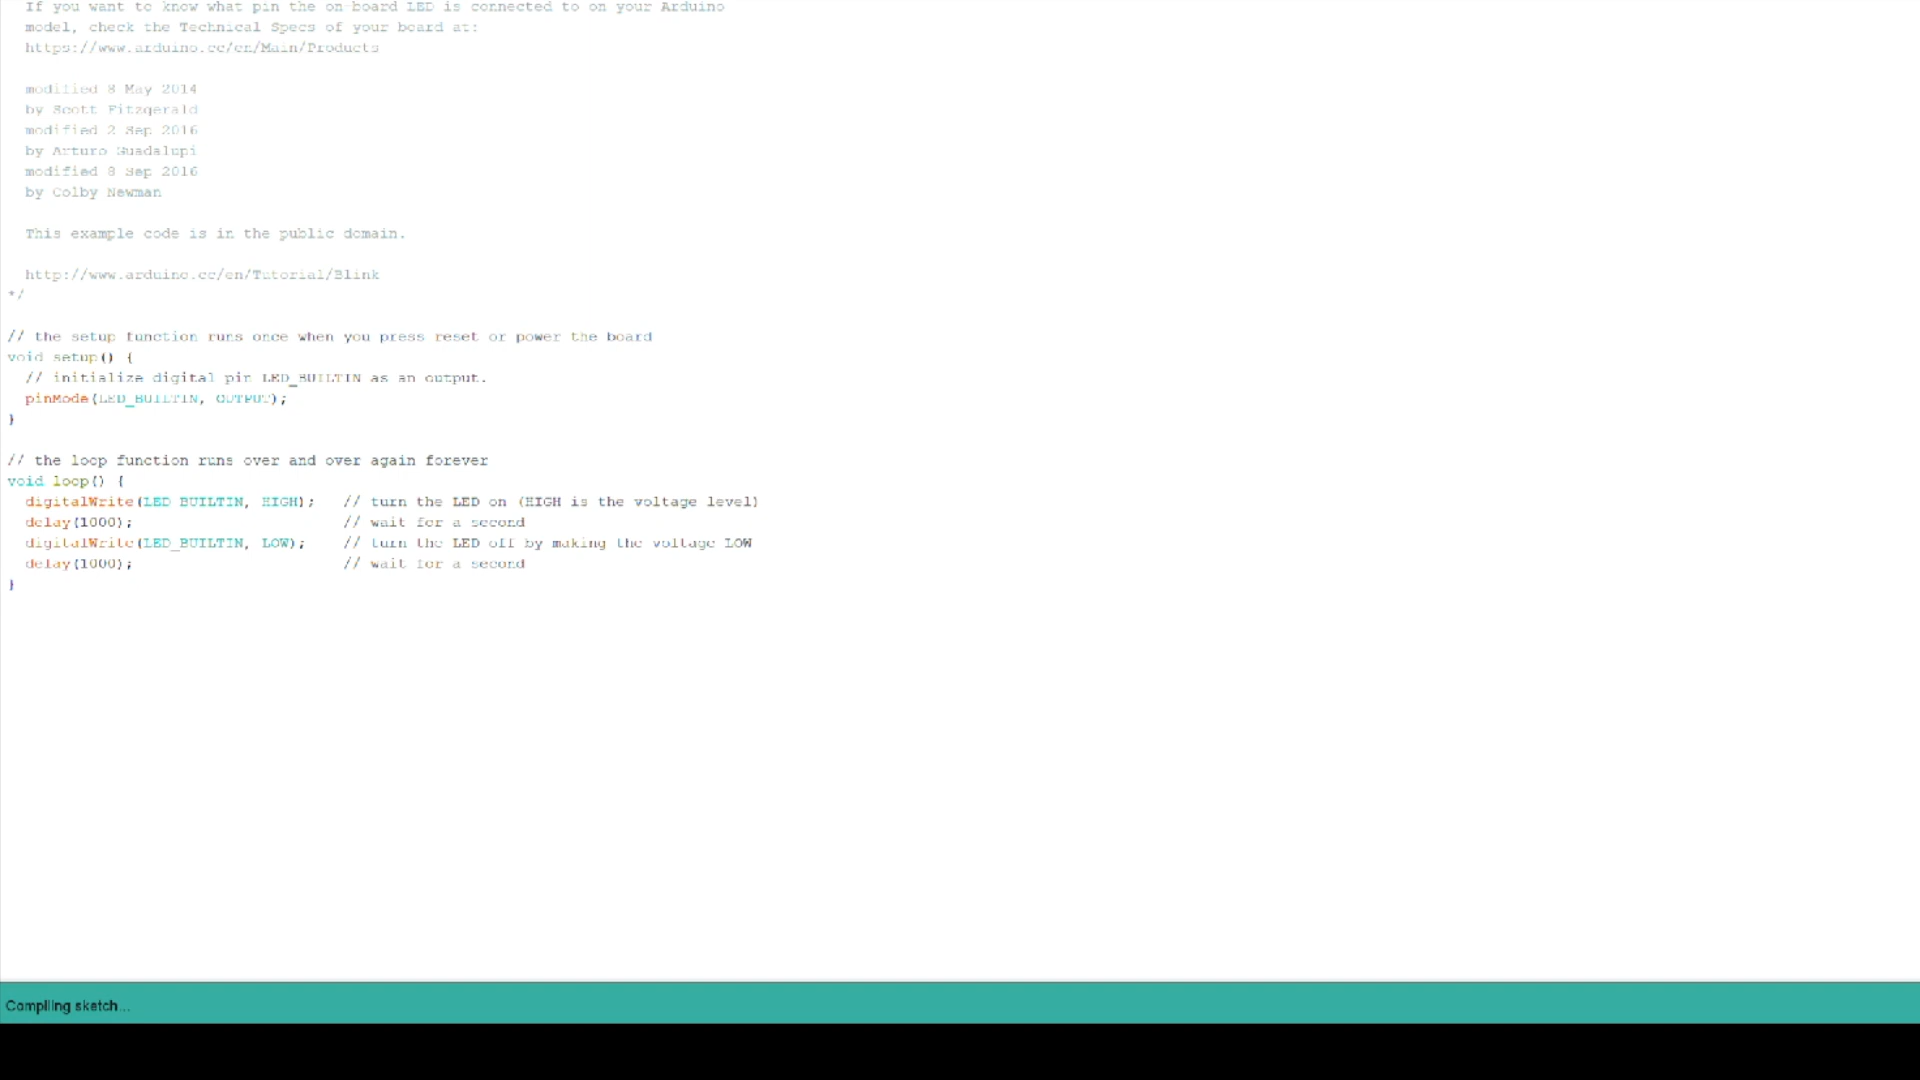 If you want to know what pin the on-board LED is connected to on your Arduino
model, check the Technical Specs of your board at:
https://www.arduino.cc/en/Main/Products
modified 8 May 2014
by Scott Fitzgerald
modified 2 Sep 2016
by Arturo Guadalupi
modified 8 Sep 2016
by Colby Newman
This example code is in the public domain.
http://www.arduino.cc/en/Tutorial/Blink
*/
// the setup function runs once when you press reset or power the board
void setup() {
// initialize digital pin LED_BUILTIN as an output.
pinMode(LED_BUILTIN, OUTPUT);
}
// the loop function runs over and over again forever
void loop() {
digitalWrite(LED_BUILTIN, HIGH);   // turn the LED on (HIGH is the voltage level)
delay(1000);                       // wait for a second
digitalWrite(LED_BUILTIN, LOW);    // turn the LED off by making the voltage LOW
delay(1000);                       // wait for a second
}
Compiling sketch...